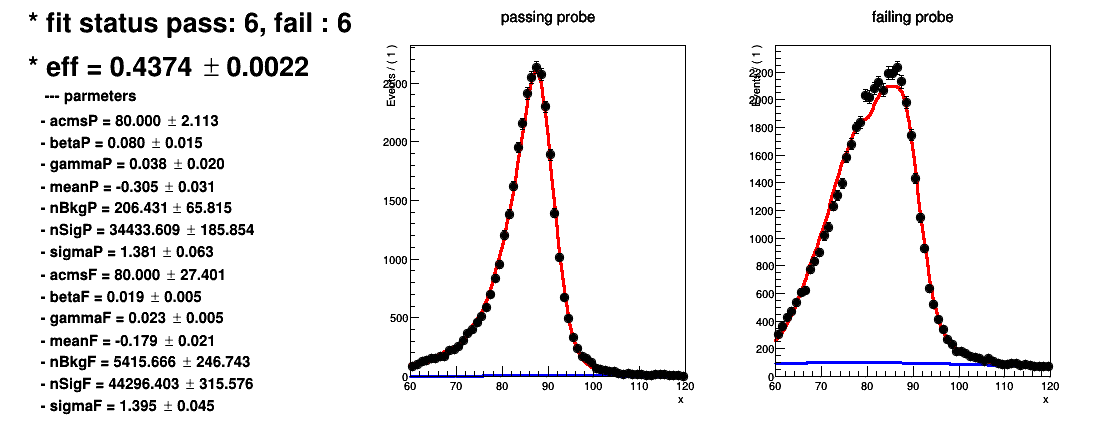 * fit status pass: 6, fail : 6
* eff = 0.4374 ± 0.0022
--- parmeters
- acmsP = 80.000 ± 2.113
- betaP = 0.080 ± 0.015
- gammaP = 0.038 ± 0.020
- meanP = -0.305 ± 0.031
- nBkgP = 206.431 ± 65.815
- nSigP = 34433.609 ± 185.854
- sigmaP = 1.381 ± 0.063
- acmsF = 80.000 ± 27.401
- betaF = 0.019 ± 0.005
- gammaF = 0.023 ± 0.005
- meanF = -0.179 ± 0.021
- nBkgF = 5415.666 ± 246.743
- nSigF = 44296.403 ± 315.576
- sigmaF = 1.395 ± 0.045
passing probe
Events / ( 1 )
2500
2000
1500
1000
500
0
60 70 80 90 100 110 120
x
failing probe
Events / ( 1 )
2200
2000
1800
1600
1400
1200
1000
800
600
400
200
0
60 70 80 90 100 110 120
x